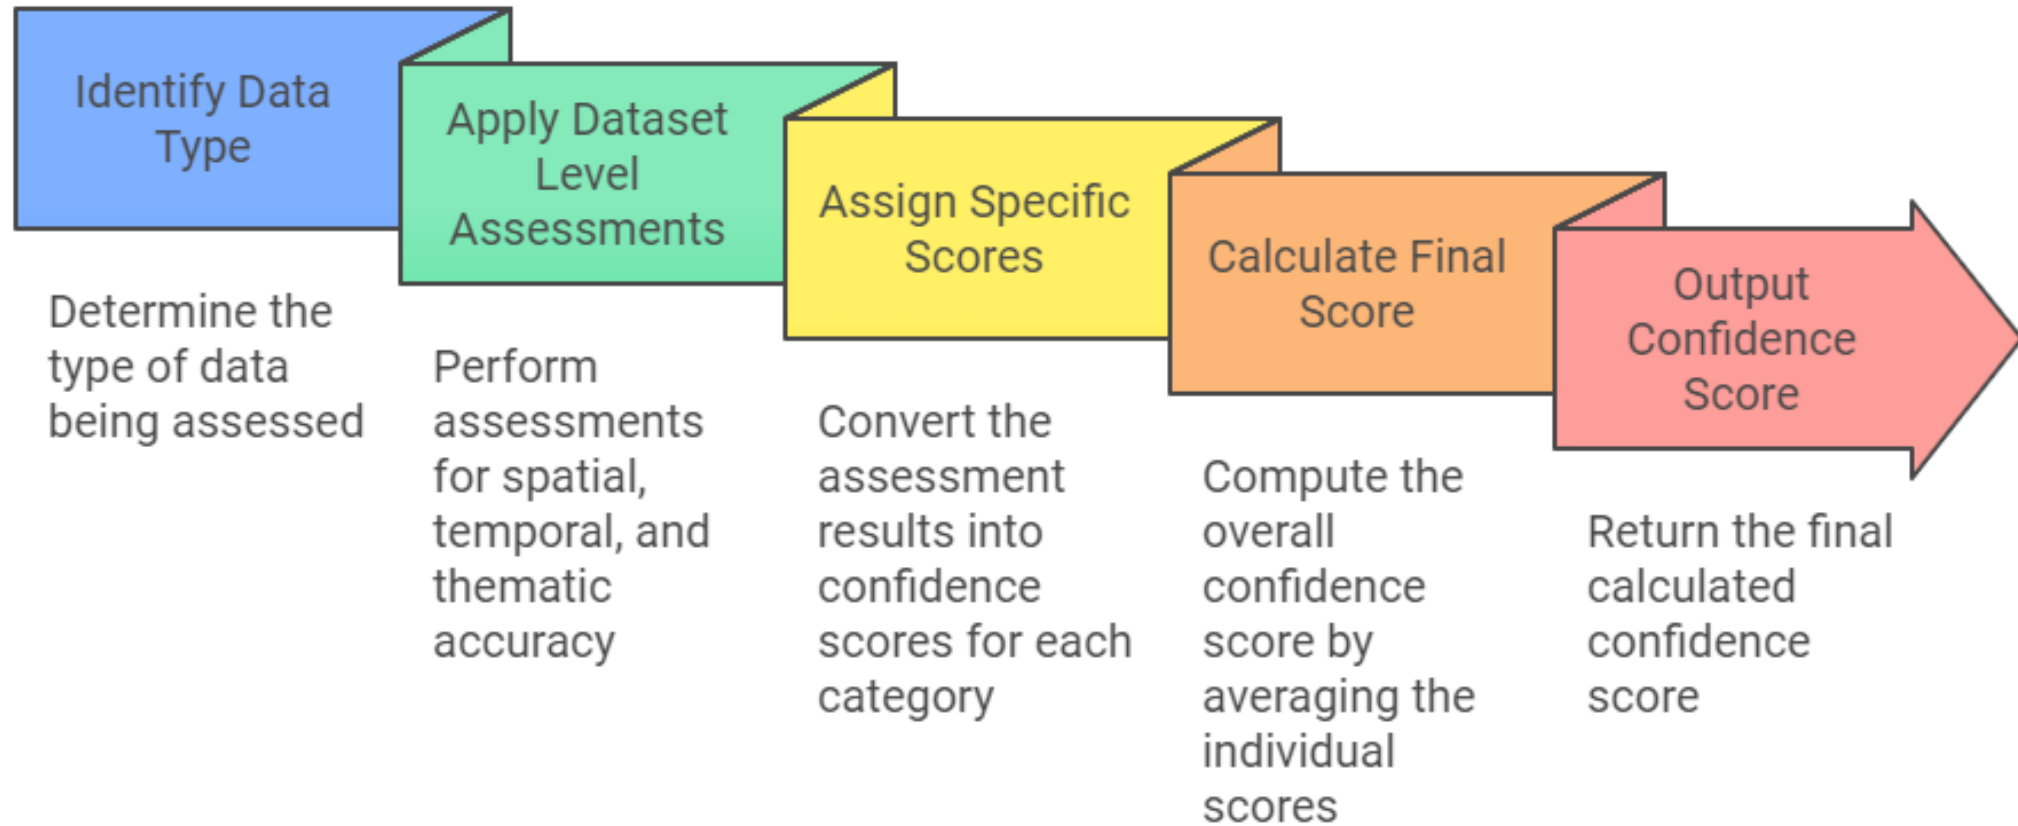 Identify Data
Type
Determine the
type of data
being assessed
Apply Dataset
Level
Assessments
Perform
assessments
for spatial,
temporal, and
thematic
accuracy
Assign Specific
Scores
Convert the
assessment
results into
confidence
scores for each
category
Calculate Final
Score
Compute the
overall
confidence
score by
averaging the
individual
scores
Output
Confidence
Score
Return the final
calculated
confidence
score